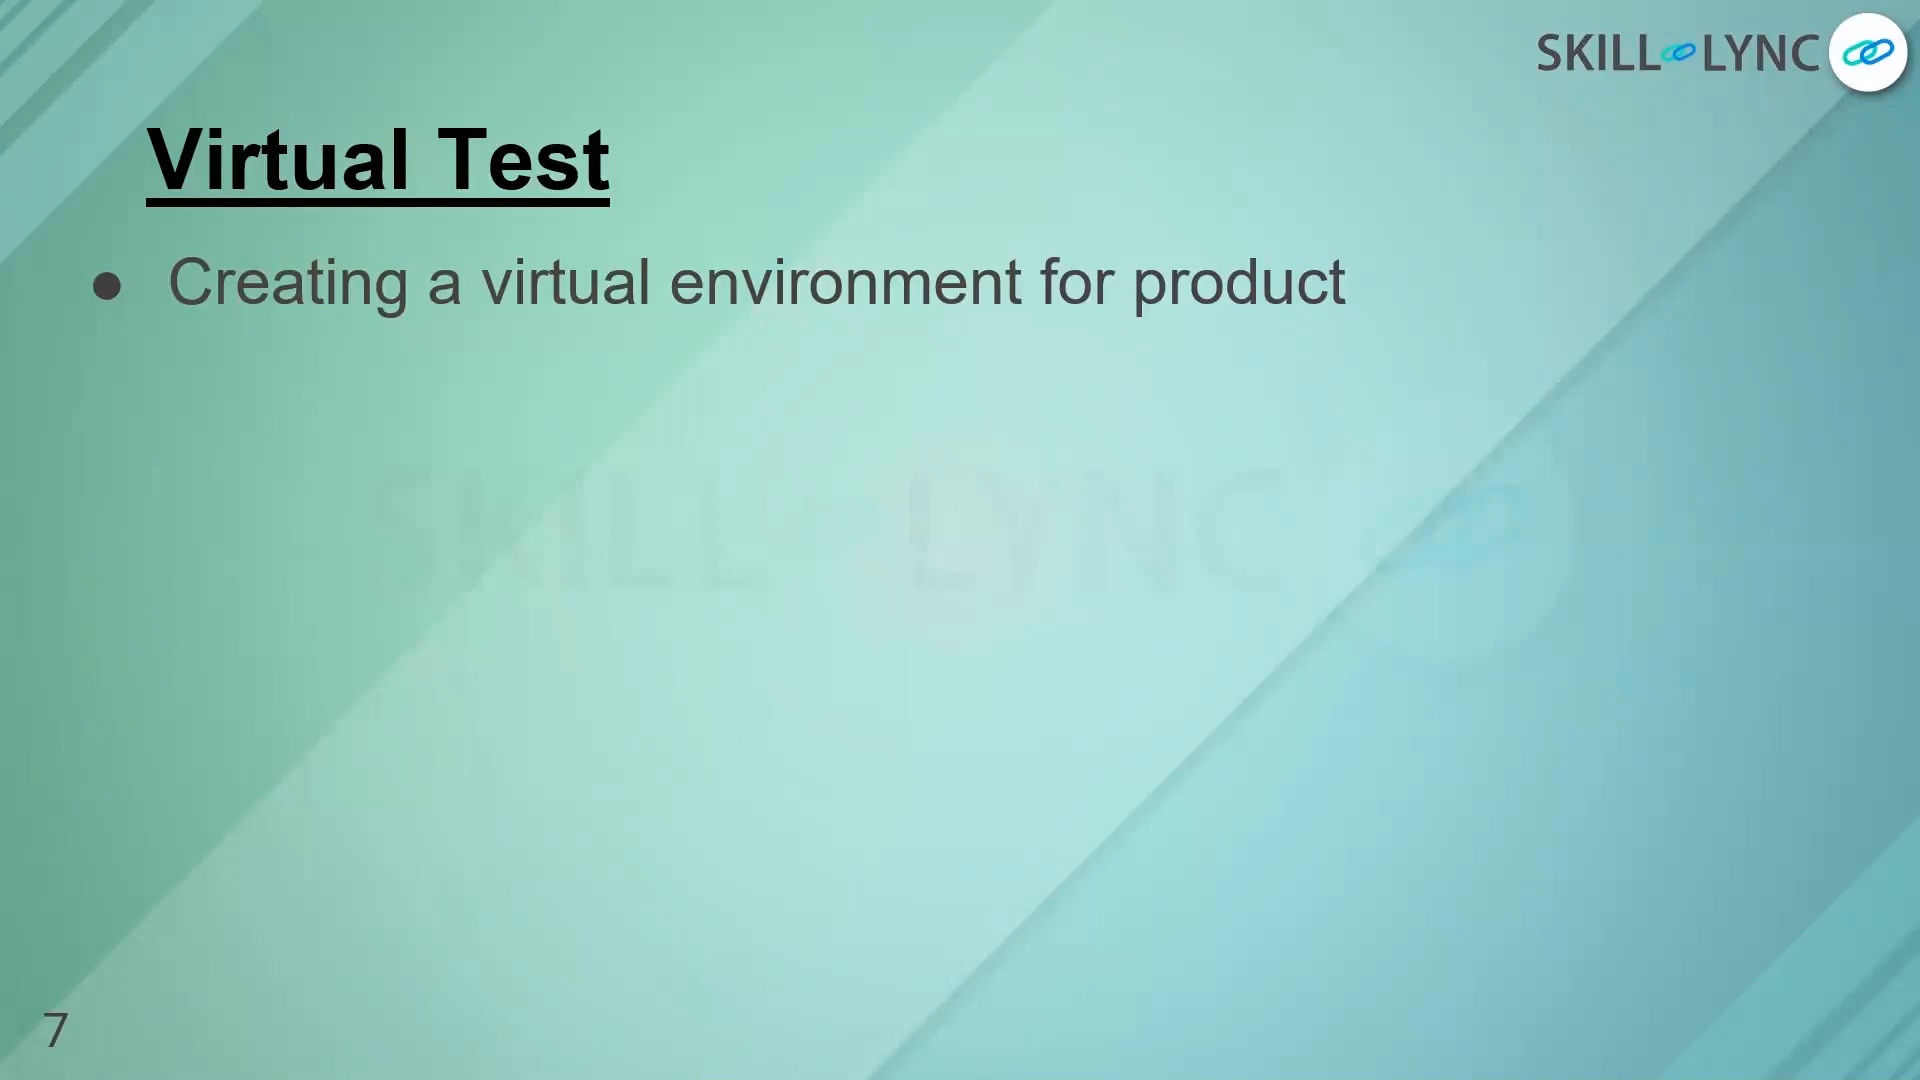 SKILL LYNC
Virtual Test
● Creating a virtual environment for product
SKILL LYNC
7